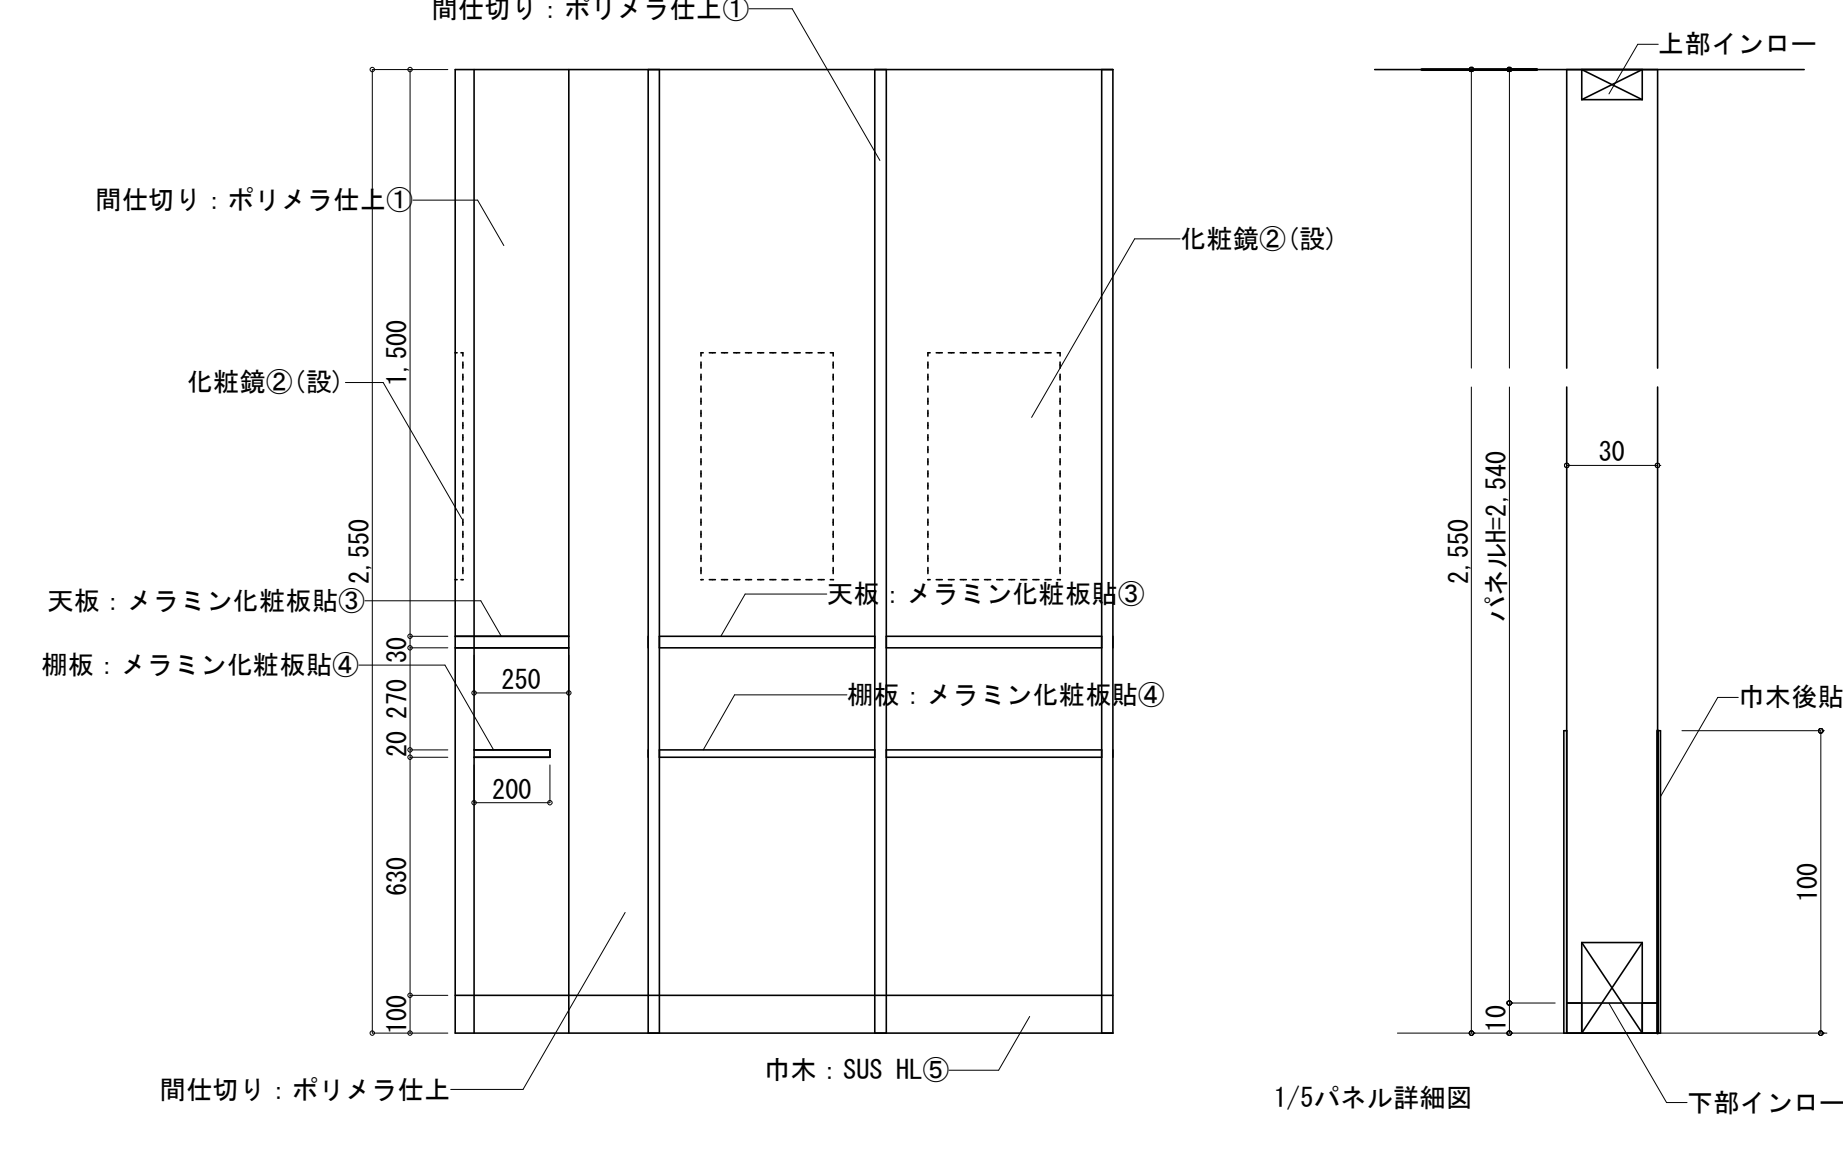 間仕切り：ポリメラ仕上①
上部インロー
間仕切り：ポリメラ仕上①
化粧鏡②(設)
1,500
化粧鏡②(設)
30
2,550
2,550
パネルH=2,540
天板：メラミン化粧板貼③
天板：メラミン化粧板貼③
30
棚板：メラミン化粧板貼④
250
270
棚板：メラミン化粧板貼④
巾木後貼
20
200
630
100
100
10
巾木：SUS HL⑤
間仕切り：ポリメラ仕上
1/5パネル詳細図
下部インロー